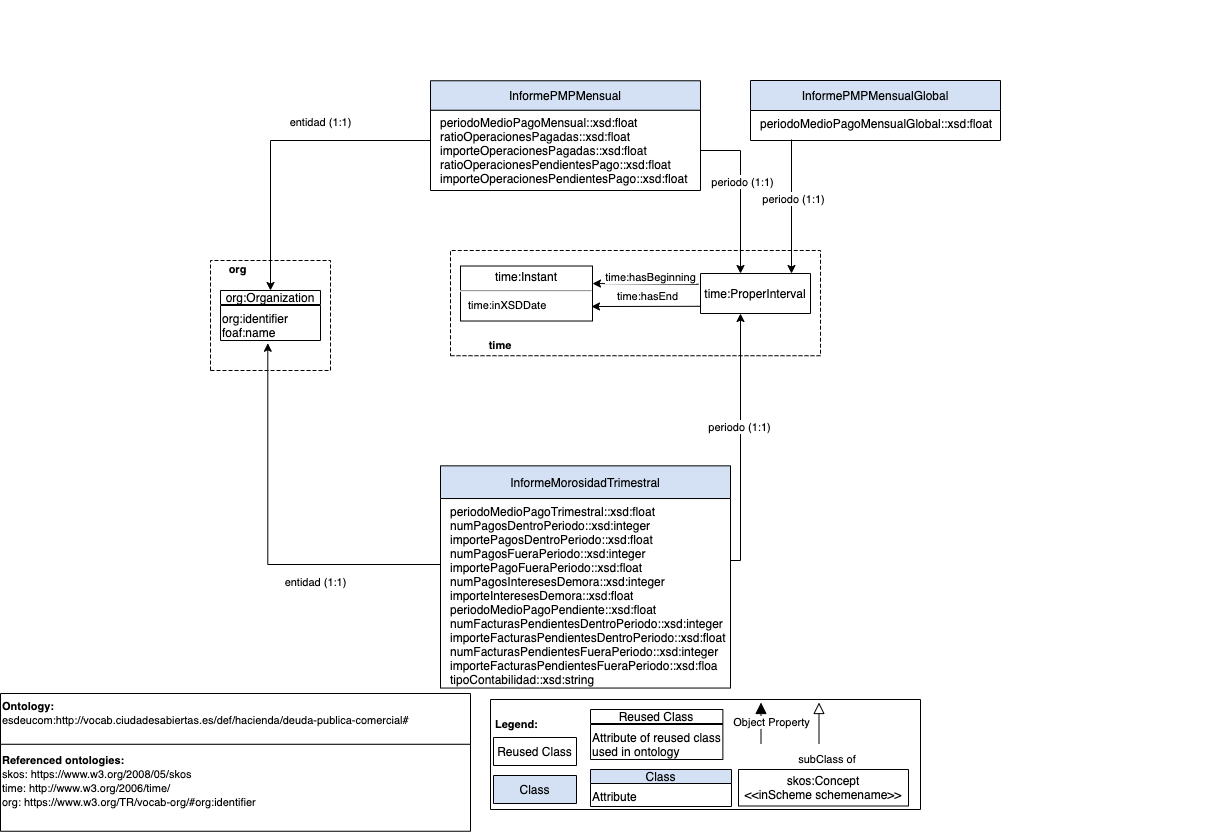 InformePMPMensual
periodoMedioPagoMensual::xsd:float
ratioOperacionesPagadas::xsd:float
importeOperacionesPagadas::xsd:float
ratioOperacionesPendientesPago::xsd:float
importeOperacionesPendientesPago::xsd:float
InformePMPMensualGlobal
periodoMedioPagoMensualGlobal::xsd:float
entidad (1:1)
periodo (1:1)
periodo (1:1)
org
org:Organization
org:identifier
foaf:name
time:Instant
time:inXSDDate
time:hasBeginning
time:hasEnd
time:ProperInterval
time
periodo (1:1)
InformeMorosidadTrimestral
periodoMedioPagoTrimestral::xsd:float
numPagosDentroPeriodo::xsd:integer
importePagosDentroPeriodo::xsd:float
numPagosFueraPeriodo::xsd:integer
importePagoFueraPeriodo::xsd:float
numPagosInteresesDemora::xsd:integer
importeInteresesDemora::xsd:float
periodoMedioPagoPendiente::xsd:float
numFacturasPendientesDentroPeriodo::xsd:integer
importeFacturasPendientesDentroPeriodo::xsd:float
numFacturasPendientesFueraPeriodo::xsd:integer
importeFacturasPendientesFueraPeriodo::xsd:floa
tipoContabilidad::xsd:string
entidad (1:1)
Ontology:
esdeucom:http://vocab.ciudadesabiertas.es/def/hacienda/deuda-publica-comercial#
Referenced ontologies:
skos: https://www.w3.org/2008/05/skos
time: http://www.w3.org/2006/time/
org: https://www.w3.org/TR/vocab-org/#org:identifier
Legend:
Reused Class
Class
Reused Class
Attribute of reused class
used in ontology
Class
Attribute
Object Property
subClass of
skos:Concept
<<inScheme schemename>>